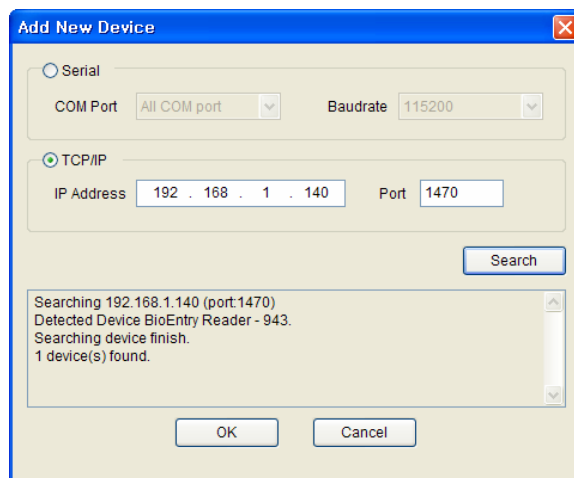 Add New Device
Serial
COM Port All COM port Baudrate 115200
TCP/IP
IP Address 192 . 168 . 1 . 140 Port 1470
Search
Searching 192.168.1.140 (port:1470)
Detected Device BioEntry Reader - 943.
Searching device finish.
1 device(s) found.
OK Cancel